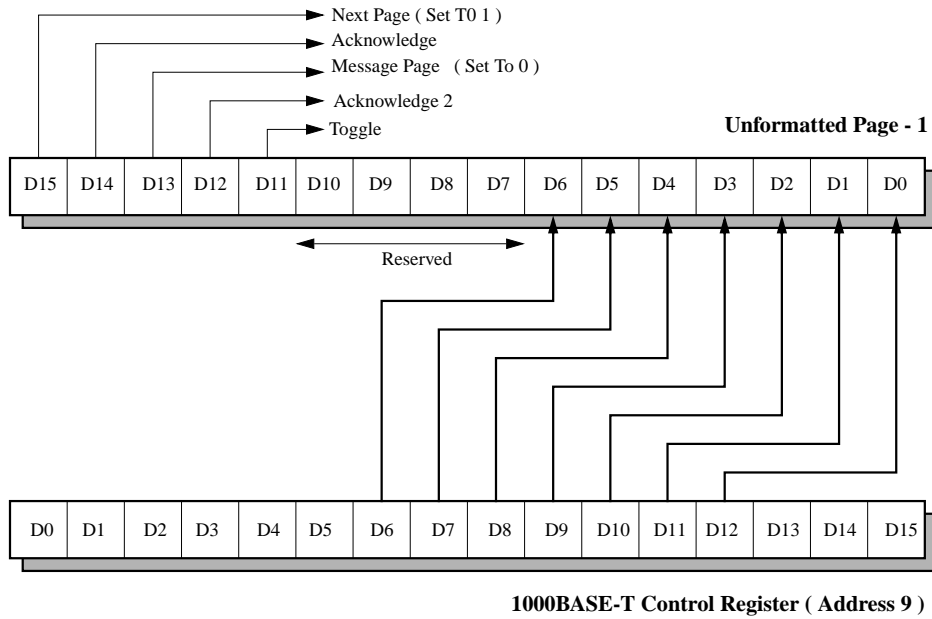 Next Page ( Set T0 1 )
Acknowledge
Message Page ( Set To 0 )
Acknowledge 2
Toggle
Unformatted Page - 1
D15 D14 D13 D12 D11 D10 D9 D8 D7 D6 D5 D4 D3 D2 D1 D0
Reserved
D0 D1 D2 D3 D4 D5 D6 D7 D8 D9 D10 D11 D12 D13 D14 D15
1000BASE-T Control Register ( Address 9 )